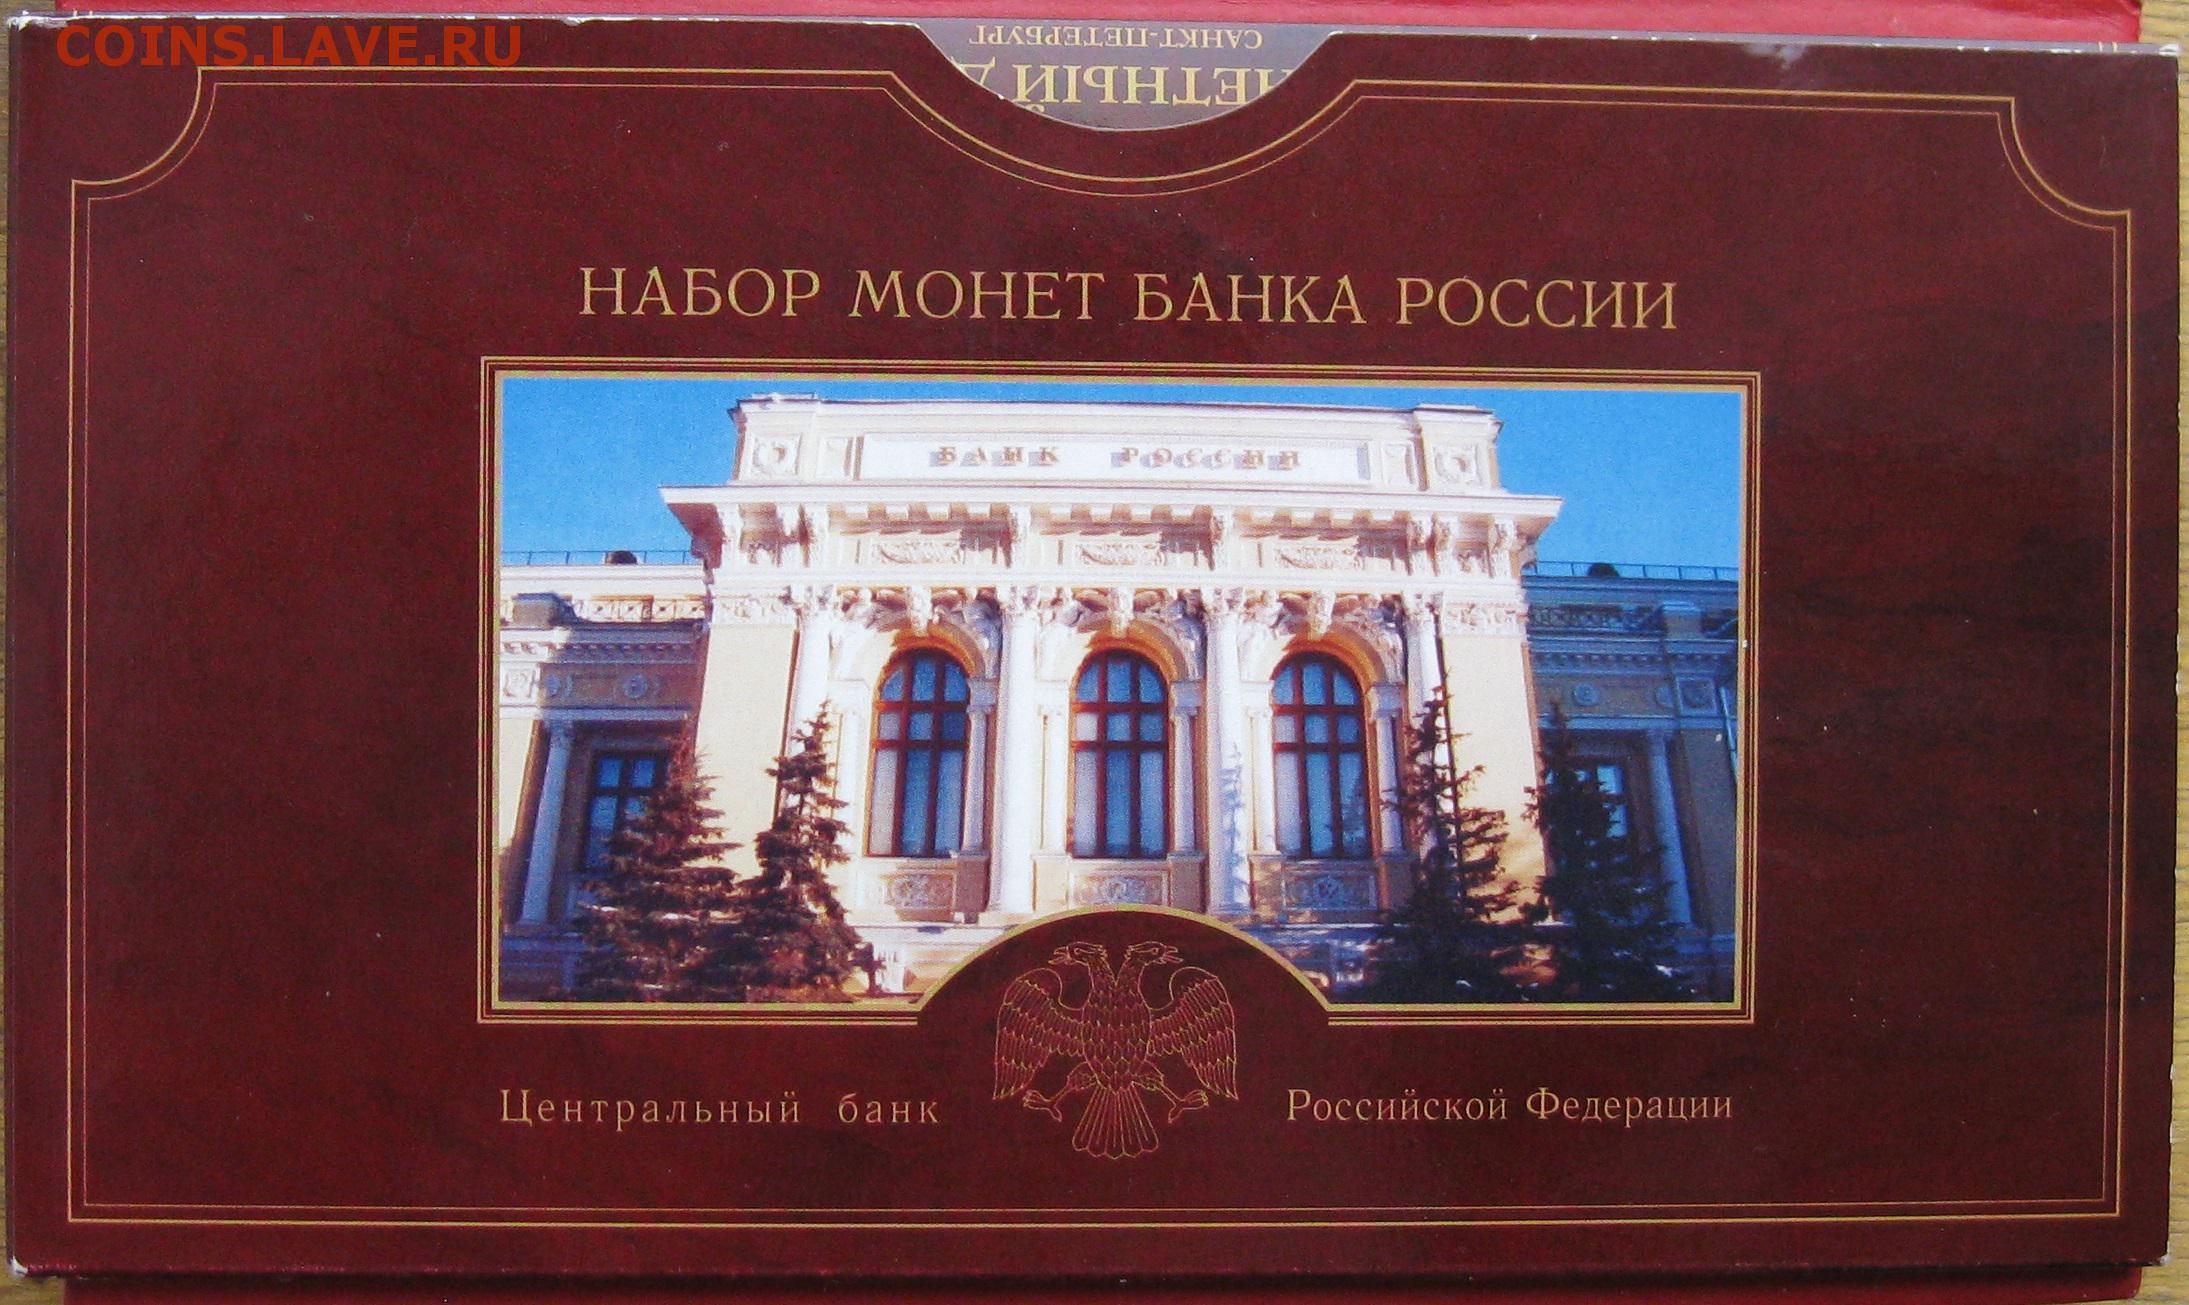 COINS.LAVE.RU
САНКТ-ПЕТЕРБУРГ
НАБОР МОНЕТ БАНКА РОССИИ
БАНК РОССИИ
Центральный банк Российской Федерации